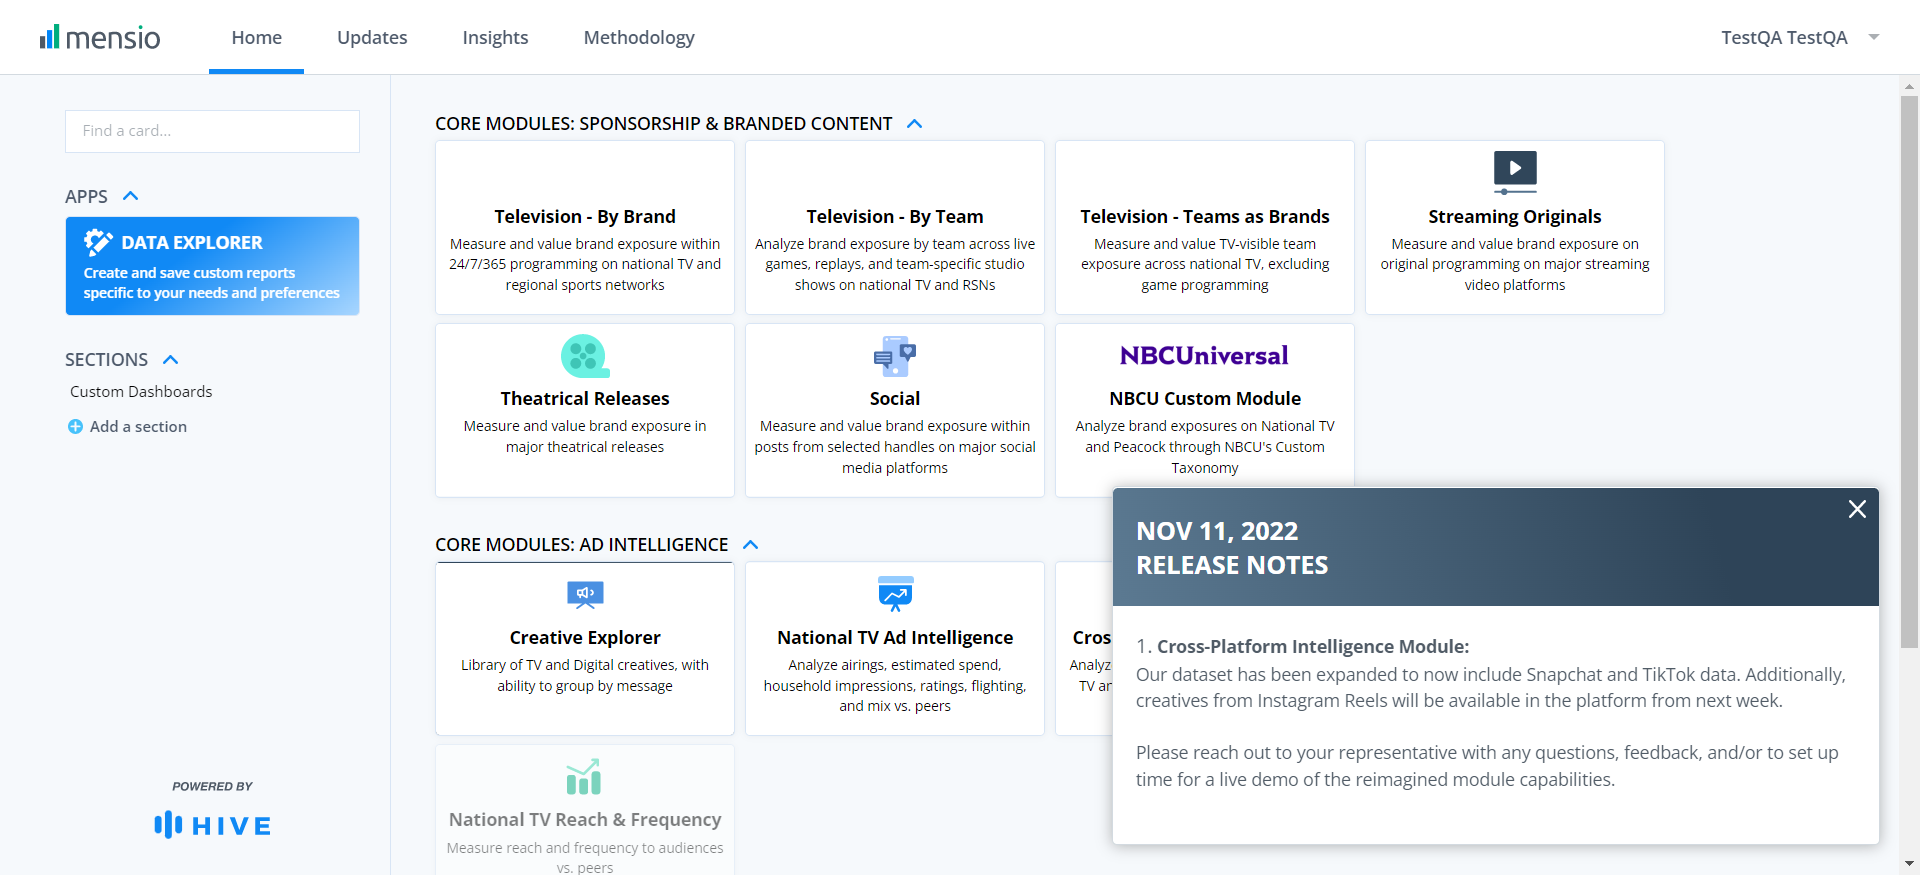 mensio
Home
Updates
Insights
Methodology
TestQA TestQA
Find a card...
APPS
DATA EXPLORER
Create and save custom reports
specific to your needs and preferences
SECTIONS
Custom Dashboards
Add a section
POWERED BY
HIVE
CORE MODULES: SPONSORSHIP & BRANDED CONTENT
Television - By Brand
Measure and value brand exposure within
24/7/365 programming on national TV and
regional sports networks
Television - By Team
Analyze brand exposure by team across live
games, replays, and team-specific studio
shows on national TV and RSNs
Television - Teams as Brands
Measure and value TV-visible team
exposure across national TV, excluding
game programming
Streaming Originals
Measure and value brand exposure on
original programming on major streaming
video platforms
Theatrical Releases
Measure and value brand exposure in
major theatrical releases
Social
Measure and value brand exposure within
posts from selected handles on major social
media platforms
NBCUniversal
NBCU Custom Module
Analyze brand exposures on National TV
and Peacock through NBCU's Custom
Taxonomy
CORE MODULES: AD INTELLIGENCE
Creative Explorer
Library of TV and Digital creatives, with
ability to group by message
National TV Ad Intelligence
Analyze airings, estimated spend,
household impressions, ratings, flighting,
and mix vs. peers
Cros
Analyz
TV an
National TV Reach & Frequency
Measure reach and frequency to audiences
vs. peers
NOV 11, 2022
RELEASE NOTES
1. Cross-Platform Intelligence Module:
Our dataset has been expanded to now include Snapchat and TikTok data. Additionally,
creatives from Instagram Reels will be available in the platform from next week.
Please reach out to your representative with any questions, feedback, and/or to set up
time for a live demo of the reimagined module capabilities.